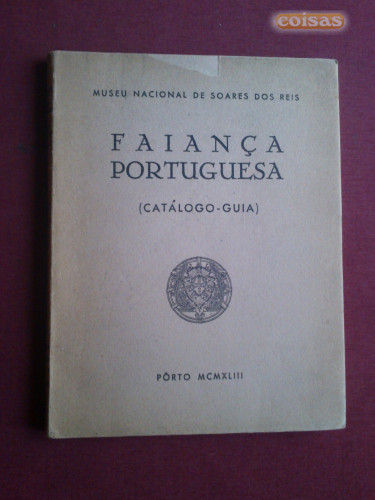 coisas
MUSEU NACIONAL DE SOARES DOS REIS
FAIANÇA
PORTUGUESA
(CATÁLOGO-GUIA)
PÔRTO MCMXLIII